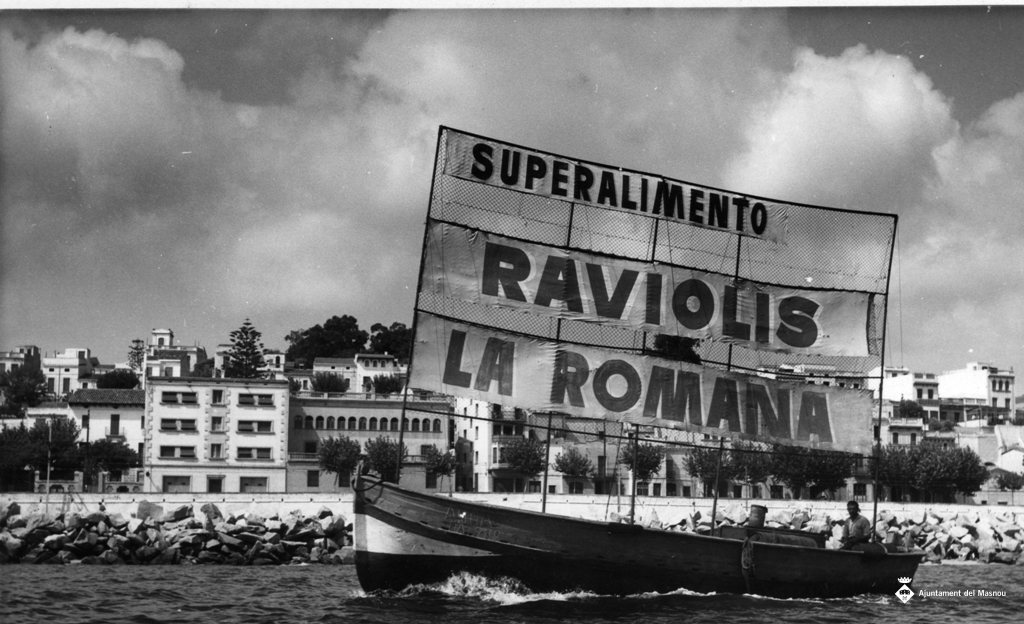 SUPERALIMENTO
RAVIOLIS
LA ROMANA
Ajuntament del Masnou